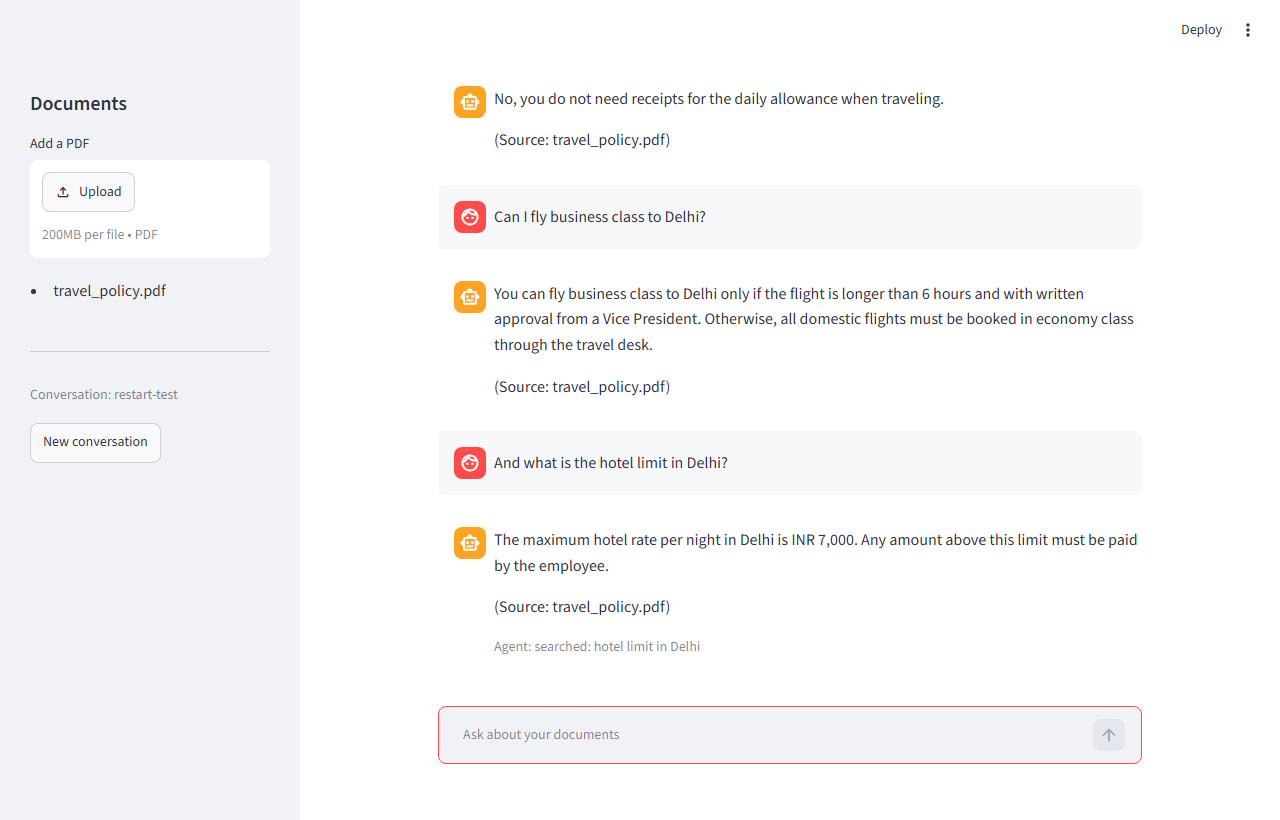 Deploy
Documents
Add a PDF
Upload
200MB per file • PDF
travel_policy.pdf
Conversation: restart-test
New conversation
No, you do not need receipts for the daily allowance when traveling.
(Source: travel_policy.pdf)
Can I fly business class to Delhi?
You can fly business class to Delhi only if the flight is longer than 6 hours and with written
approval from a Vice President. Otherwise, all domestic flights must be booked in economy class
through the travel desk.
(Source: travel_policy.pdf)
And what is the hotel limit in Delhi?
The maximum hotel rate per night in Delhi is INR 7,000. Any amount above this limit must be paid
by the employee.
(Source: travel_policy.pdf)
Agent: searched: hotel limit in Delhi
Ask about your documents